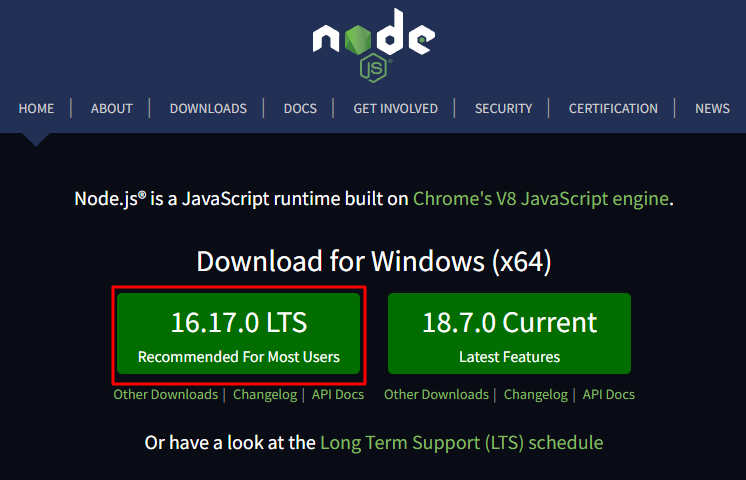 node
JS
HOME | ABOUT | DOWNLOADS | DOCS | GET INVOLVED | SECURITY | CERTIFICATION | NEWS
Node.js® is a JavaScript runtime built on Chrome's V8 JavaScript engine.
Download for Windows (x64)
16.17.0 LTS
Recommended For Most Users
18.7.0 Current
Latest Features
Other Downloads | Changelog | API Docs
Other Downloads | Changelog | API Docs
Or have a look at the Long Term Support (LTS) schedule